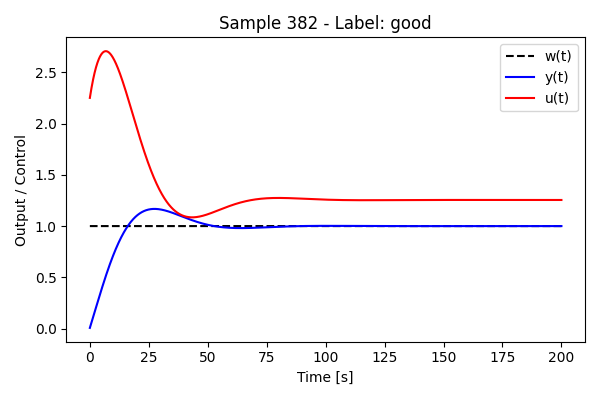 Sample 382 - Label: good
w(t)
y(t)
u(t)
Output / Control
2.5
2.0
1.5
1.0
0.5
0.0
0 25 50 75 100 125 150 175 200
Time [s]